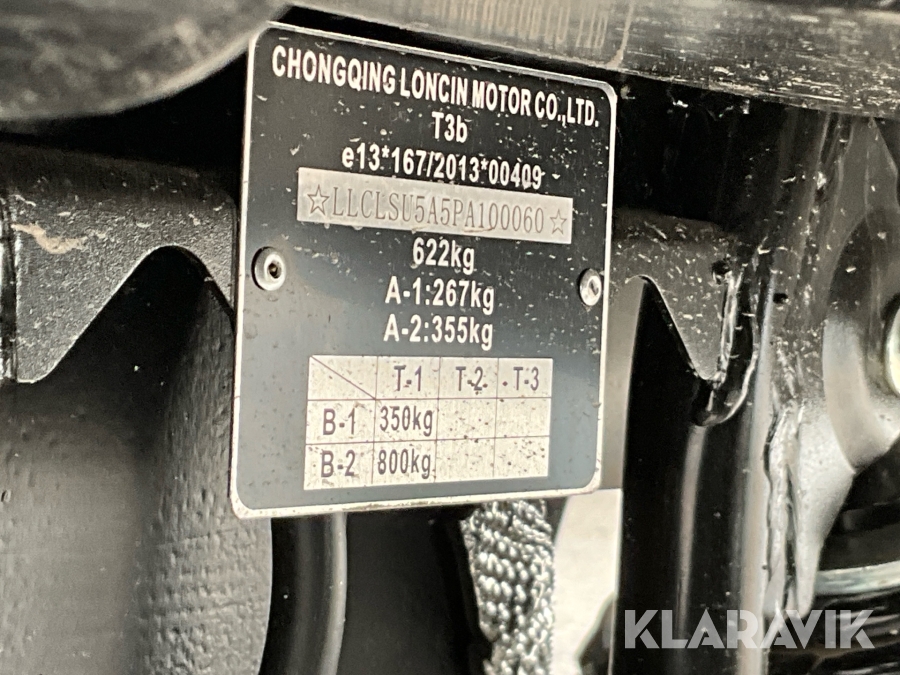 CHONGQING LONCIN MOTOR CO.,LTD.
T3b
e13*167/2013*00409
☆LLCLSU5A5PA100060☆
622kg
A-1:267kg
A-2:355kg
T-1 T-2 T-3
B-1 350kg
B-2 800kg
KLARAVIK